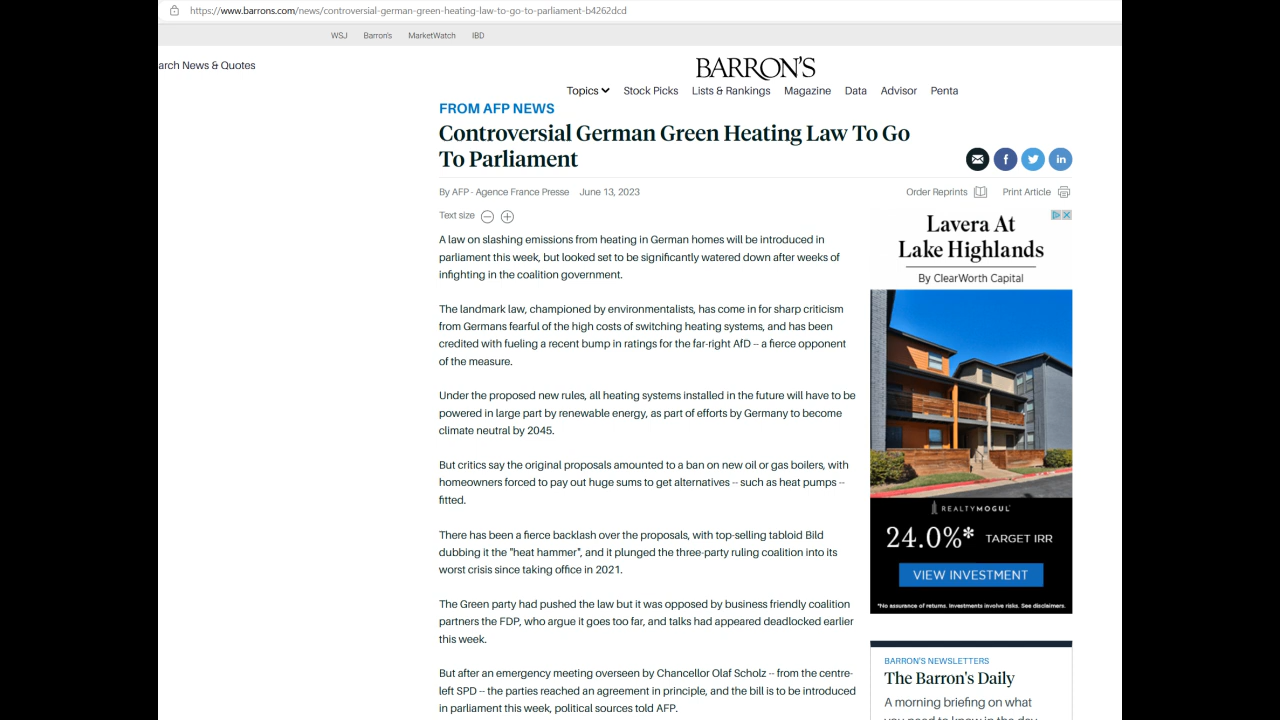 https://www.barrons.com/news/controversial-german-green-heating-law-to-go-to-parliament-b4262dcd
WSJ Barron's MarketWatch IBD
arch News & Quotes
BARRON'S
Topics Stock Picks Lists & Rankings Magazine Data Advisor Penta
FROM AFP NEWS
Controversial German Green Heating Law To Go
To Parliament
By AFP - Agence France Presse June 13, 2023
Order Reprints Print Article
Text size
A law on slashing emissions from heating in German homes will be introduced in
parliament this week, but looked set to be significantly watered down after weeks of
infighting in the coalition government.
The landmark law, championed by environmentalists, has come in for sharp criticism
from Germans fearful of the high costs of switching heating systems, and has been
credited with fueling a recent bump in ratings for the far-right AfD -- a fierce opponent
of the measure.
Under the proposed new rules, all heating systems installed in the future will have to be
powered in large part by renewable energy, as part of efforts by Germany to become
climate neutral by 2045.
But critics say the original proposals amounted to a ban on new oil or gas boilers, with
homeowners forced to pay out huge sums to get alternatives -- such as heat pumps --
fitted.
There has been a fierce backlash over the proposals, with top-selling tabloid Bild
dubbing it the "heat hammer", and it plunged the three-party ruling coalition into its
worst crisis since taking office in 2021.
The Green party had pushed the law but it was opposed by business friendly coalition
partners the FDP, who argue it goes too far, and talks had appeared deadlocked earlier
this week.
But after an emergency meeting overseen by Chancellor Olaf Scholz -- from the centre-
left SPD -- the parties reached an agreement in principle, and the bill is to be introduced
in parliament this week, political sources told AFP.
Lavera At
Lake Highlands
By ClearWorth Capital
REALTYMOGUL
24.0%* TARGET IRR
VIEW INVESTMENT
*No assurance of returns. Investments involve risks. See disclaimers.
BARRON'S NEWSLETTERS
The Barron's Daily
A morning briefing on what
you need to know in the day